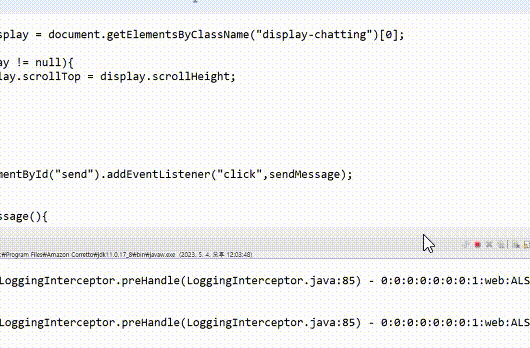 splay = document.getElementsByClassName("display-chatting")[0];
ay != null){
lay.scrollTop = display.scrollHeight;
mentById("send").addEventListener("click",sendMessage);
ssage(){
:₩Program Files₩Amazon Corretto₩jdk11.0.17_8₩bin₩javaw.exe (2023. 5. 4. 오후 12:03:48)
LoggingInterceptor.preHandle(LoggingInterceptor.java:85) - 0:0:0:0:0:0:0:1:web:ALS
LoggingInterceptor.preHandle(LoggingInterceptor.java:85) - 0:0:0:0:0:0:0:1:web:ALS